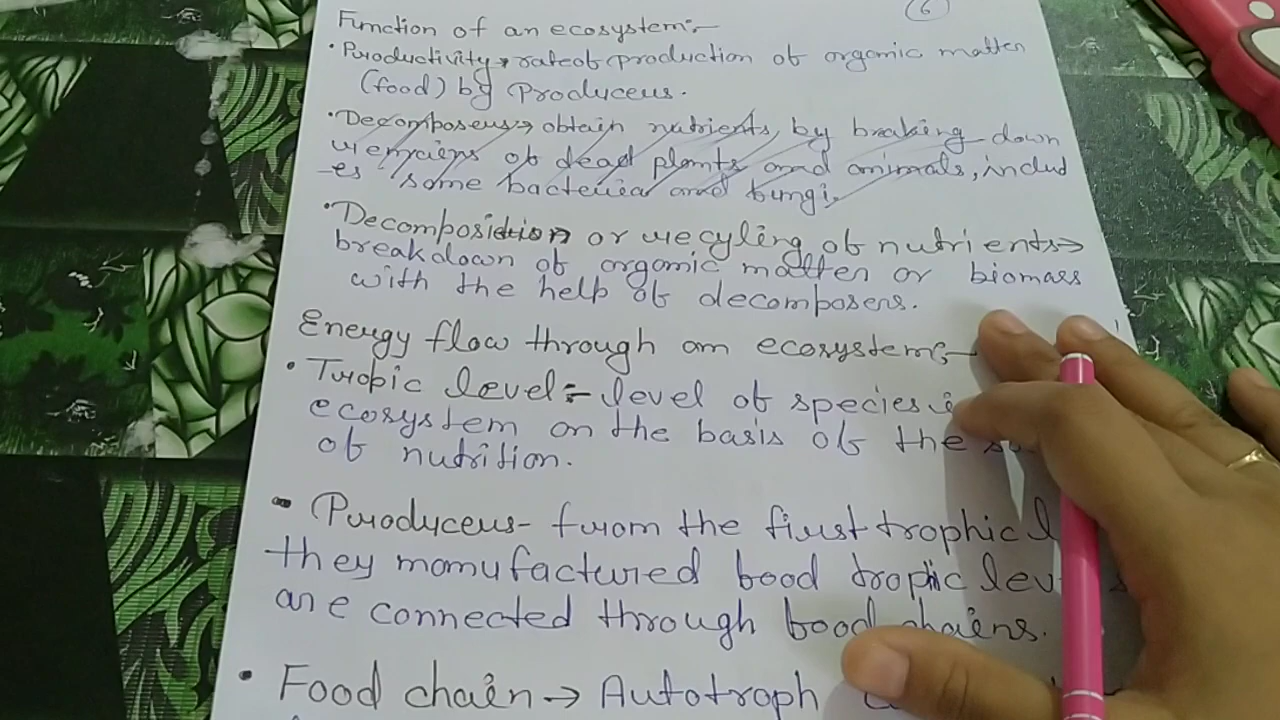 6
Function of an ecosystem:-
• Productivity → rate of production of organic matter
(food) by Producers.
• Decomposers → obtain nutrients, by breaking down
remains of dead plants and animals, includ
-es some bacteria and fungi.
• Decomposition or recyling of nutrients →
breakdown of organic matter or biomass
with the help of decomposers.
Energy flow through an ecosystem:-
• Tropic level:- level of species
ecosystem on the basis of the
of nutrition.
- Producers- from the first trophic
they manufactured food trophic lev
are connected through food chains.
• Food chain → Autotroph